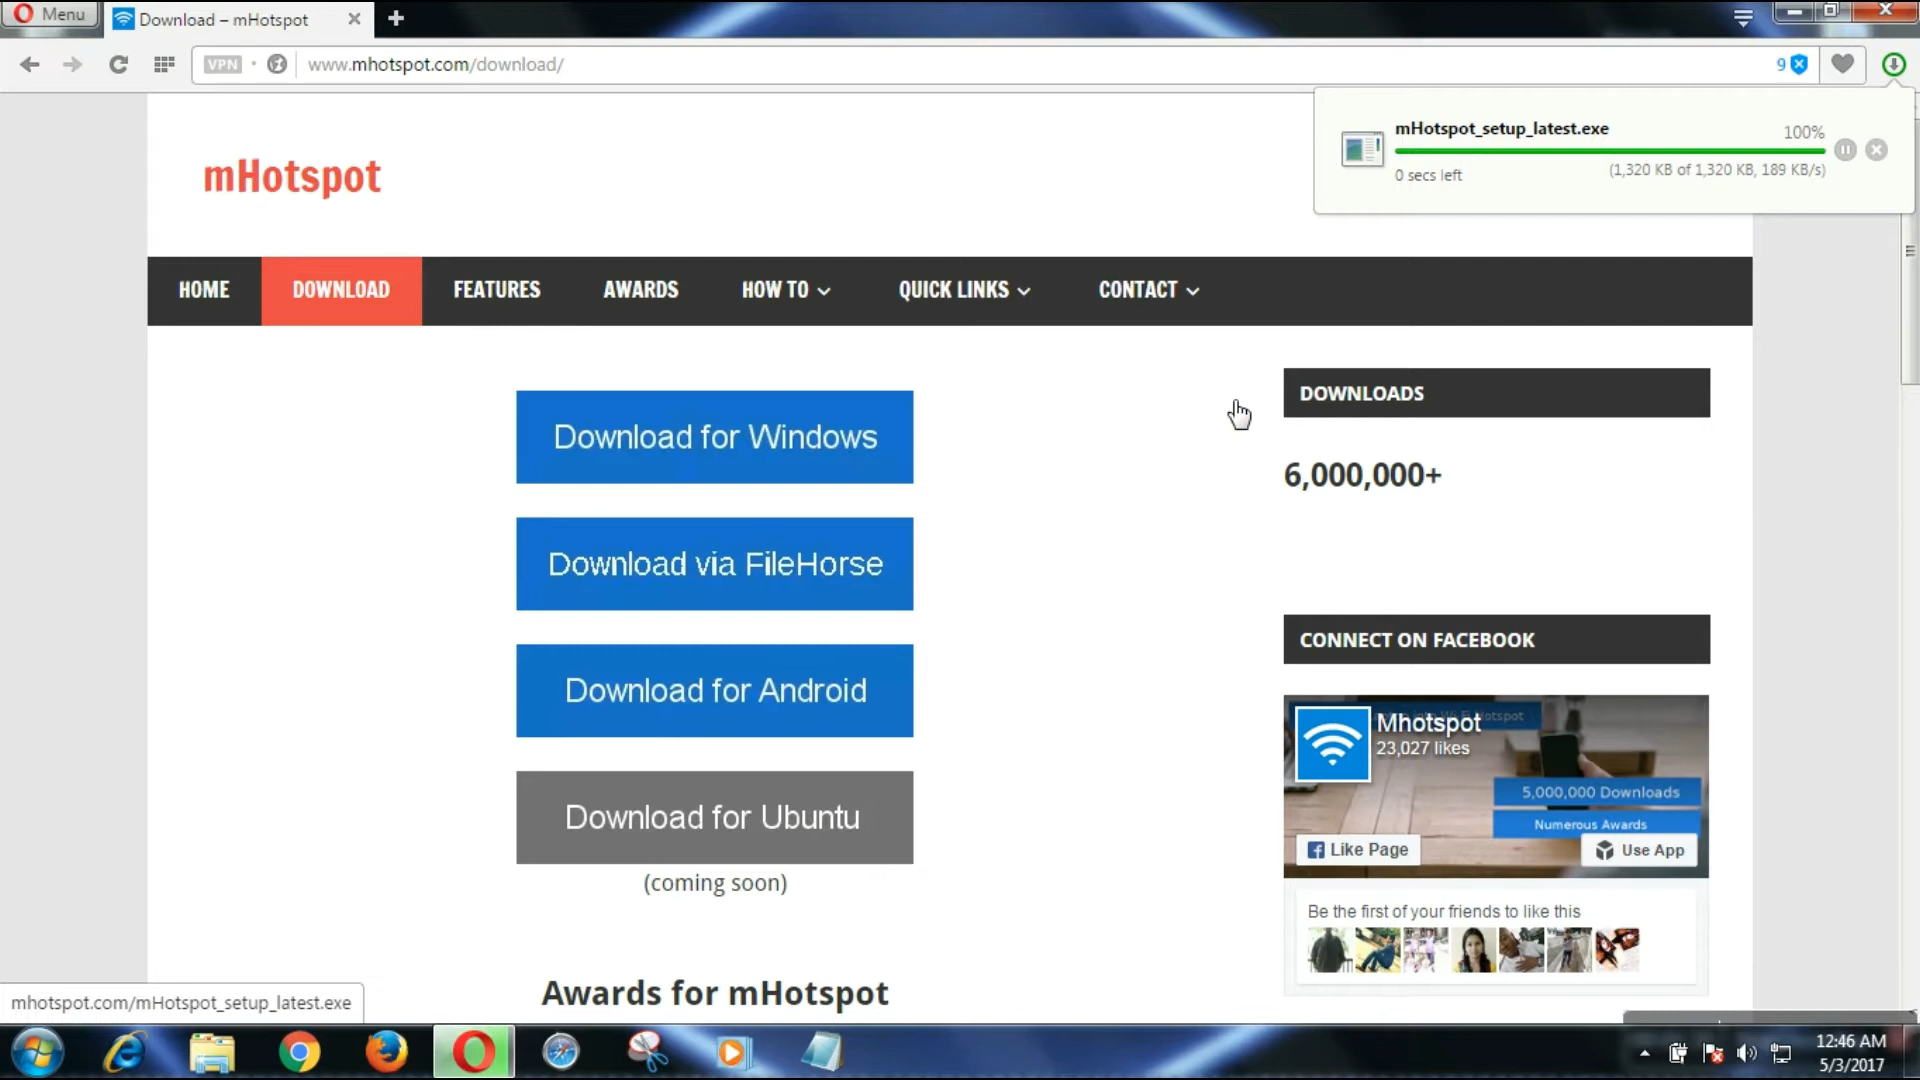 Menu
Download – mHotspot
VPN
www.mhotspot.com/download/
9
mHotspot_setup_latest.exe
100%
0 secs left
(1,320 KB of 1,320 KB, 189 KB/s)
mHotspot
HOME
DOWNLOAD
FEATURES
AWARDS
HOW TO
QUICK LINKS
CONTACT
Download for Windows
Download via FileHorse
Download for Android
Download for Ubuntu
(coming soon)
Awards for mHotspot
DOWNLOADS
6,000,000+
CONNECT ON FACEBOOK
Mhotspot
23,027 likes
5,000,000 Downloads
Numerous Awards
Like Page
Use App
Be the first of your friends to like this
mhotspot.com/mHotspot_setup_latest.exe
12:46 AM
5/3/2017